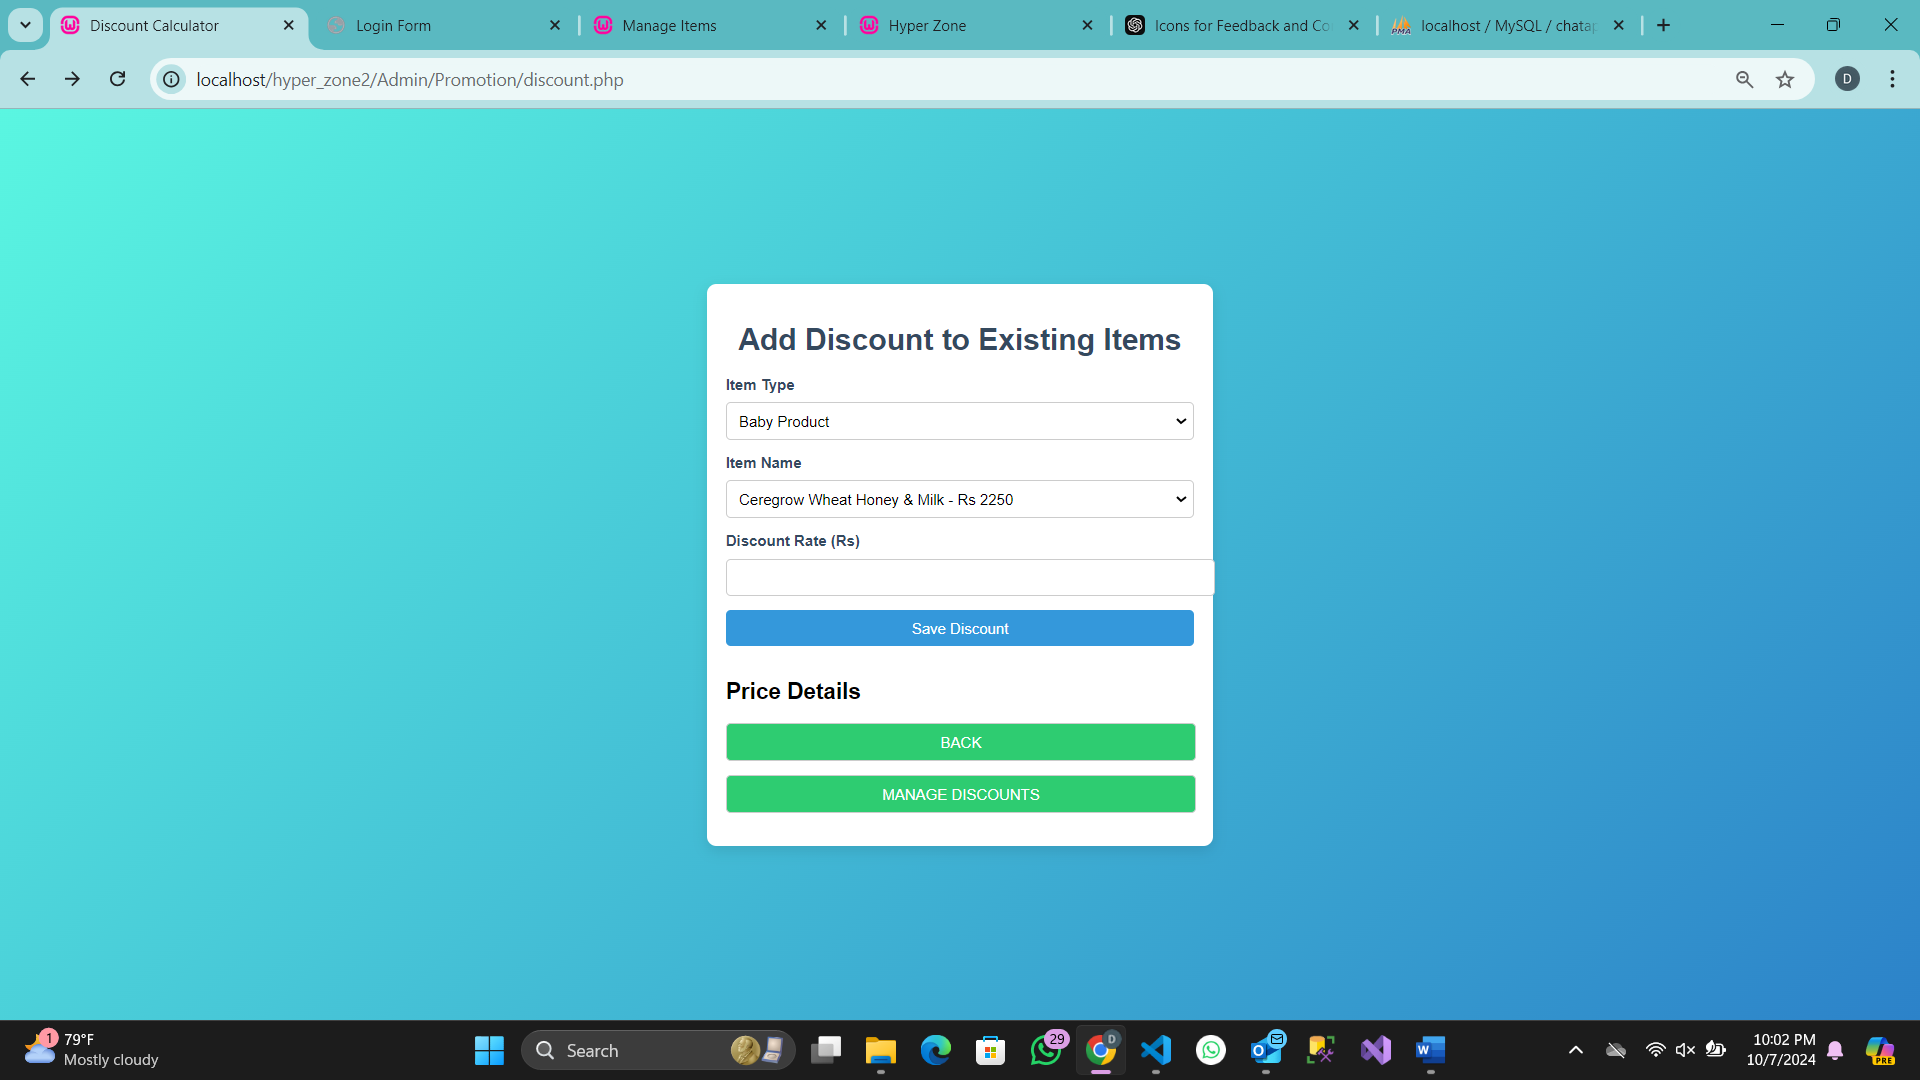 Discount Calculator
Login Form
Manage Items
Hyper Zone
Icons for Feedback and Co
localhost / MySQL / chatap
localhost/hyper_zone2/Admin/Promotion/discount.php
D
Add Discount to Existing Items
Item Type
Baby Product
Item Name
Ceregrow Wheat Honey & Milk - Rs 2250
Discount Rate (Rs)
Save Discount
Price Details
BACK
MANAGE DISCOUNTS
1
79°F
Mostly cloudy
Search
29
D
10:02 PM
10/7/2024
PRE